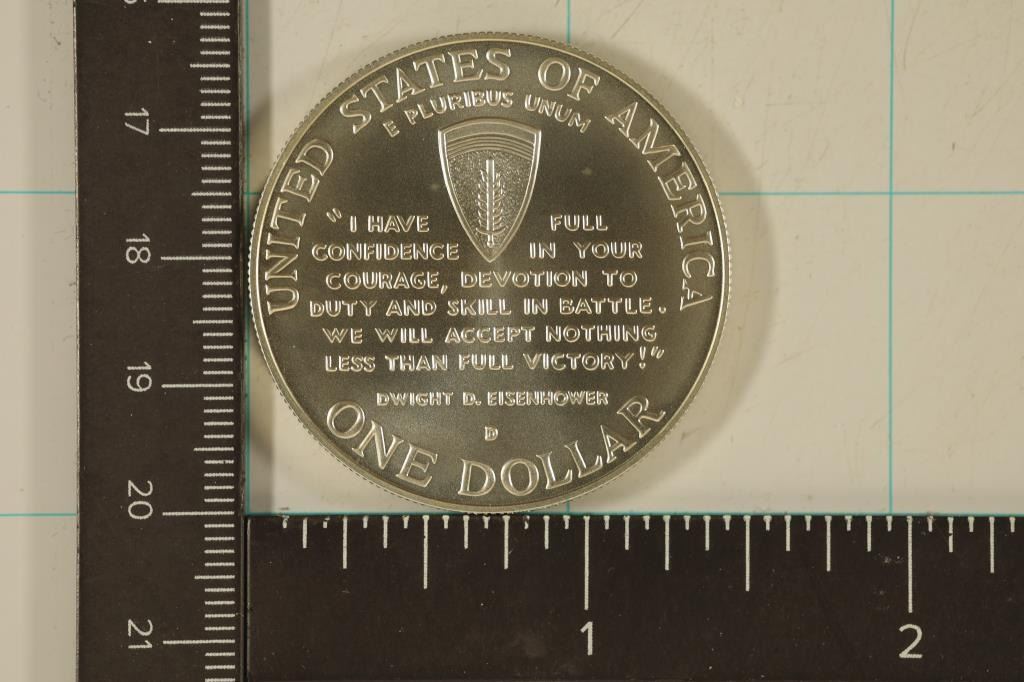 UNITED STATES OF AMERICA
E PLURIBUS UNUM
"I HAVE FULL
CONFIDENCE IN YOUR
COURAGE, DEVOTION TO
DUTY AND SKILL IN BATTLE.
WE WILL ACCEPT NOTHING
LESS THAN FULL VICTORY!"
DWIGHT D. EISENHOWER
D
ONE DOLLAR
17
18
19
20
21
1
2